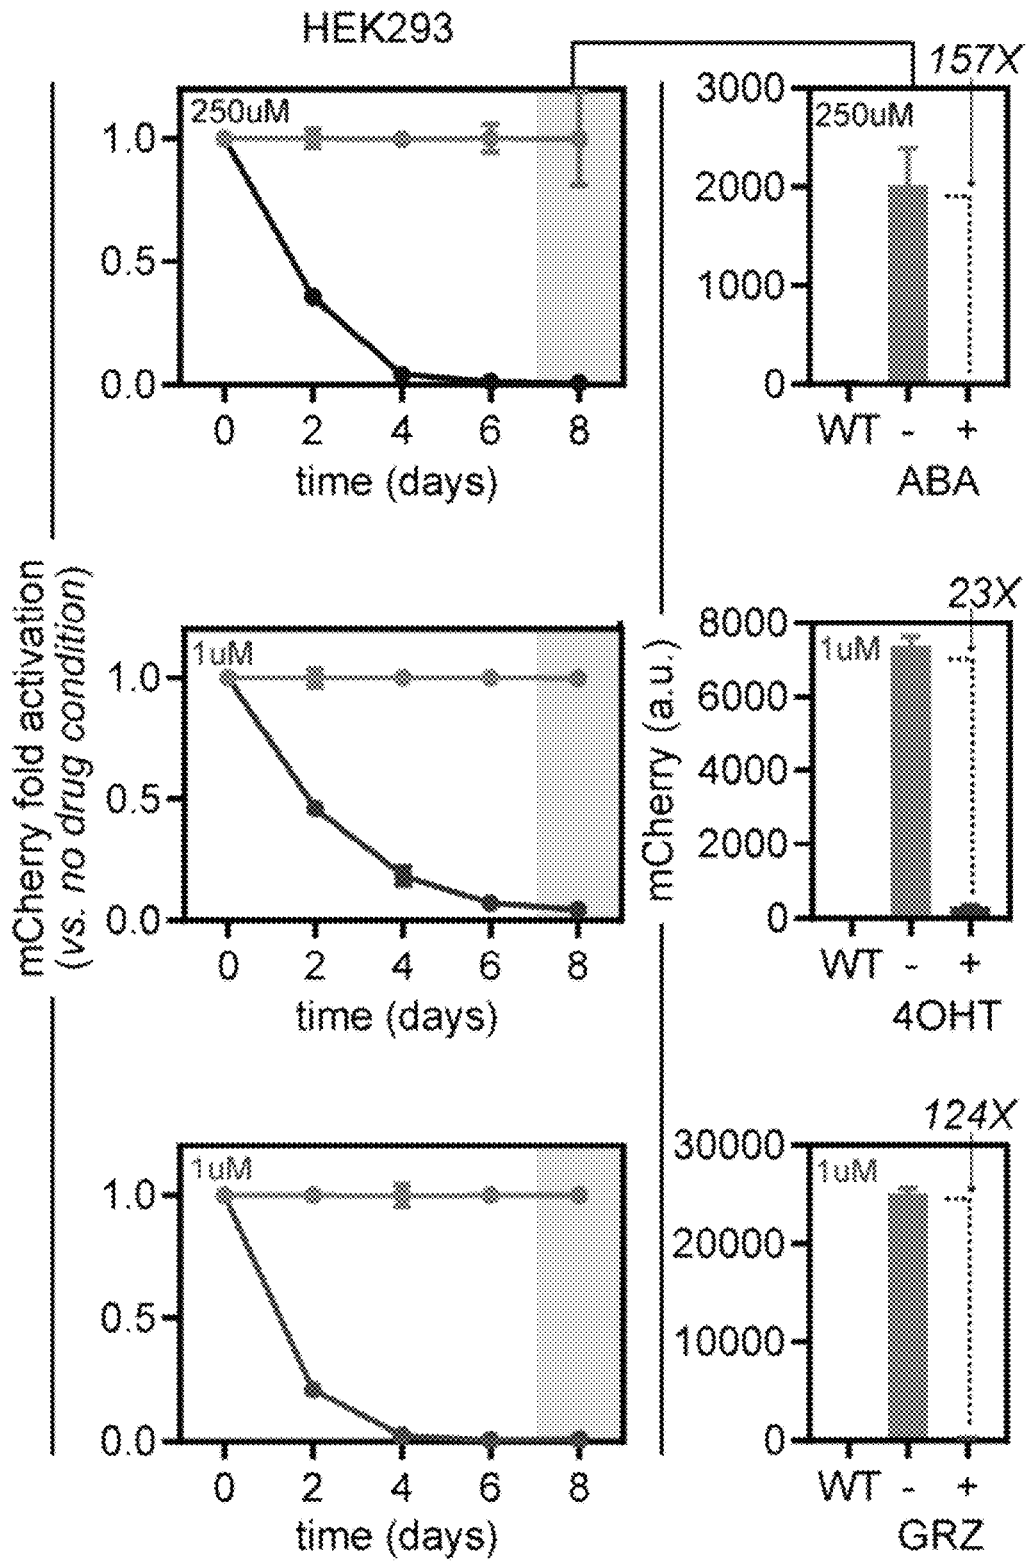 HEK293
mCherry fold activation
(vs. no drug condition)
250uM
1.0
0.5
0.0
0 2 4 6 8
time (days)
157X
250uM
3000
2000
1000
0
WT - +
ABA
1uM
1.0
0.5
0.0
0 2 4 6 8
time (days)
mCherry (a.u.)
23X
1uM
8000
6000
4000
2000
0
WT - +
4OHT
1uM
1.0
0.5
0.0
0 2 4 6 8
time (days)
124X
1uM
30000
20000
10000
0
WT - +
GRZ